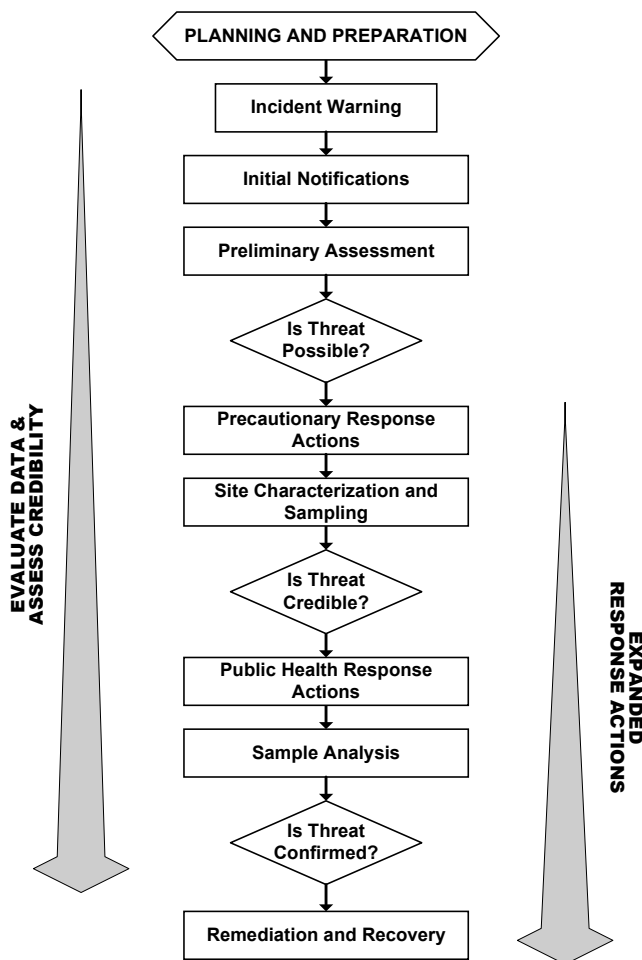 PLANNING AND PREPARATION
Incident Warning
Initial Notifications
Preliminary Assessment
Is Threat
Possible?
Precautionary Response
Actions
Site Characterization and
Sampling
Is Threat
Credible?
Public Health Response
Actions
Sample Analysis
Is Threat
Confirmed?
Remediation and Recovery
EVALUATE DATA &
ASSESS CREDIBILITY
EXPANDED
RESPONSE ACTIONS